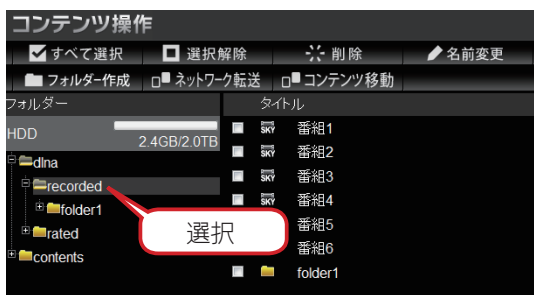 コンテンツ操作
すべて選択 選択解除 削除 名前変更
フォルダー作成 ネットワーク転送 コンテンツ移動
フォルダー タイトル
HDD 2.4GB/2.0TB
dlna
recorded
folder1
rated
contents
選択
SKY 番組1
SKY 番組2
SKY 番組3
SKY 番組4
番組5
番組6
folder1